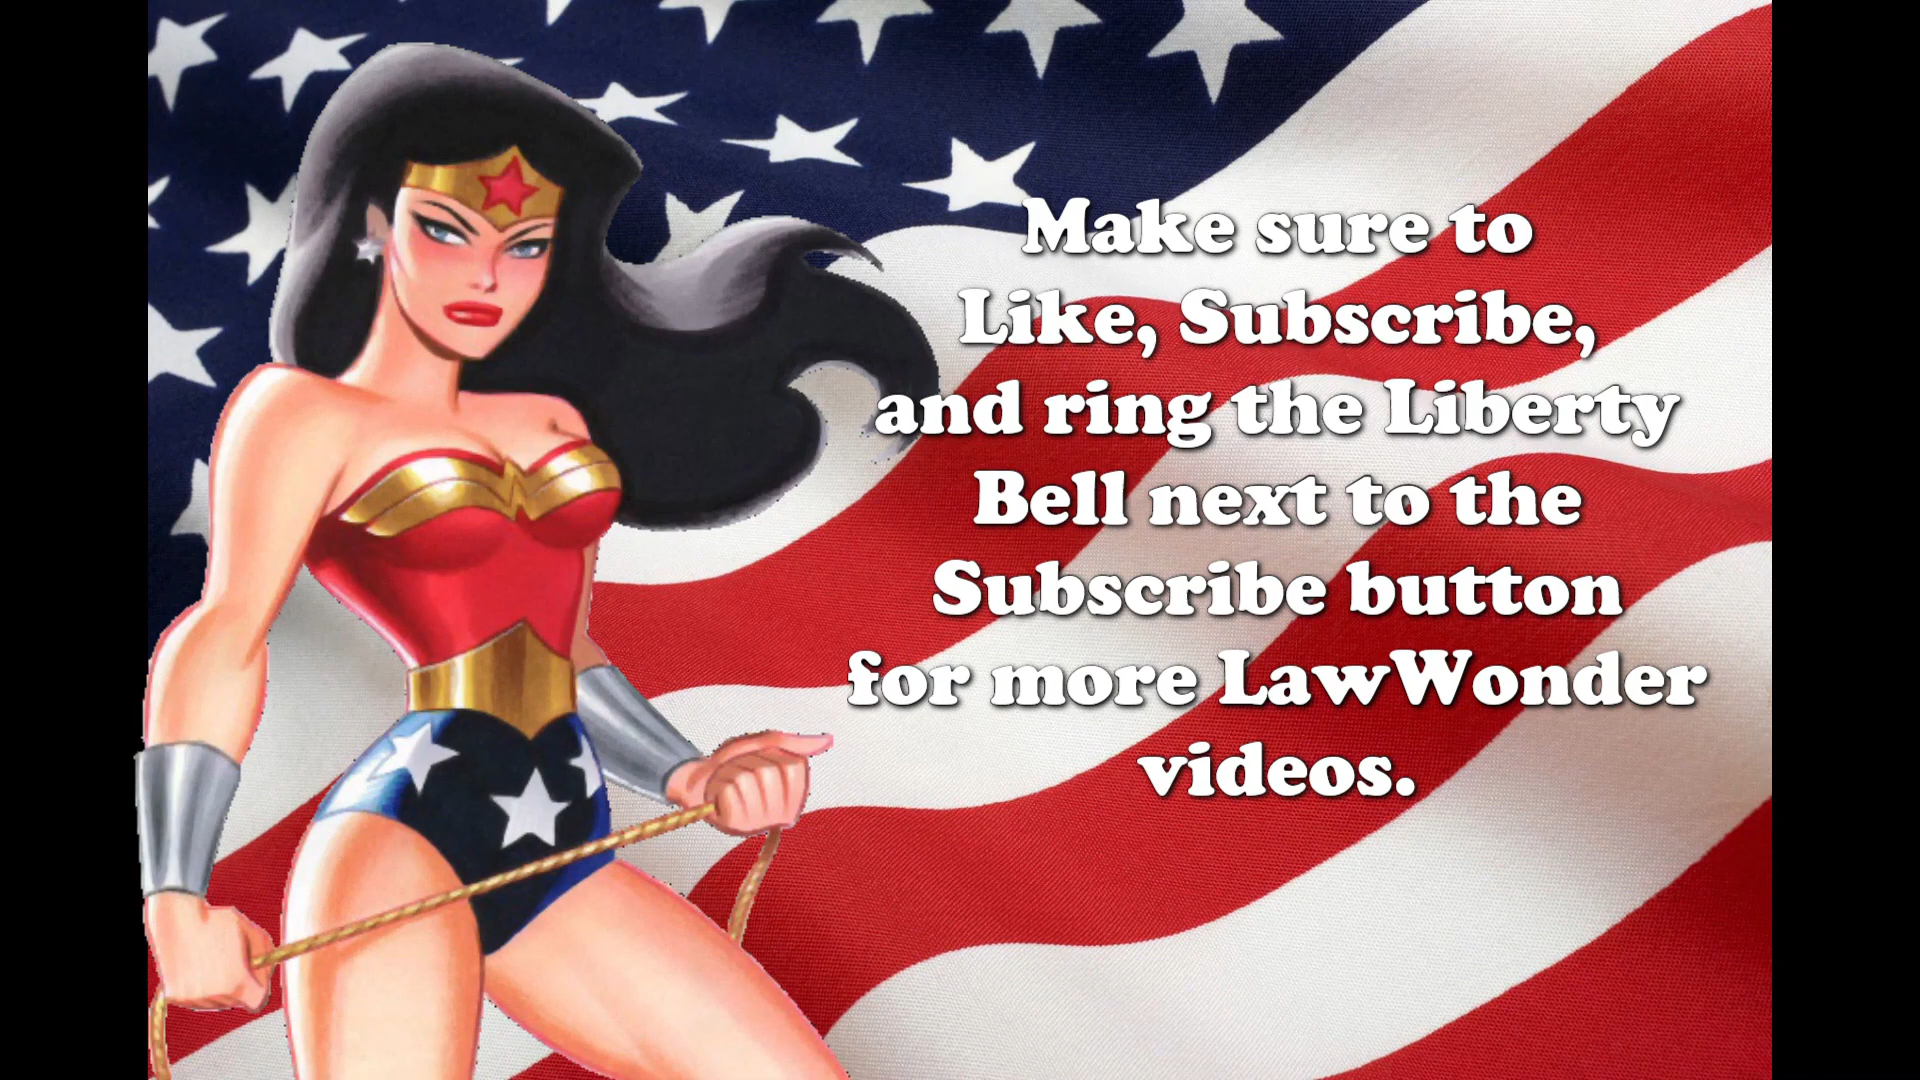 Make sure to
Like, Subscribe,
and ring the Liberty
Bell next to the
Subscribe button
for more LawWonder
videos.